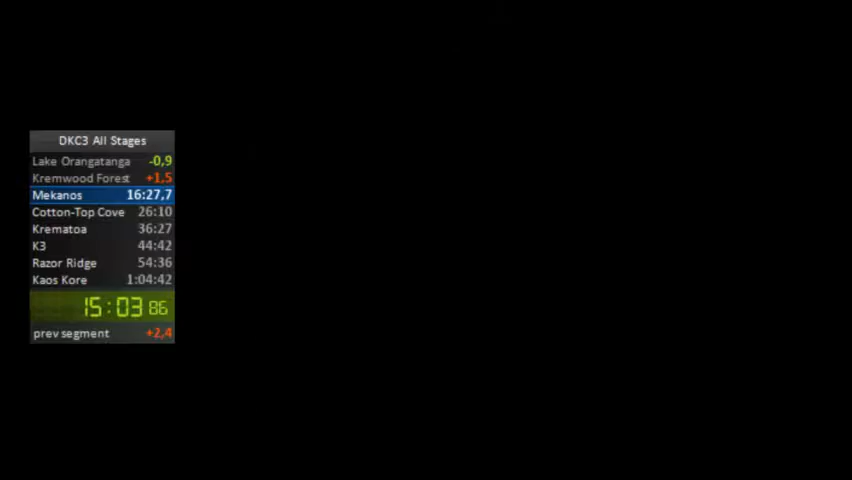 DKC3 All Stages
Lake Orangatanga -0,9
Kremwood Forest +1,5
Mekanos 16:27,7
Cotton-Top Cove 26:10
Krematoa 36:27
K3 44:42
Razor Ridge 54:36
Kaos Kore 1:04:42
15:03 86
prev segment +2,4